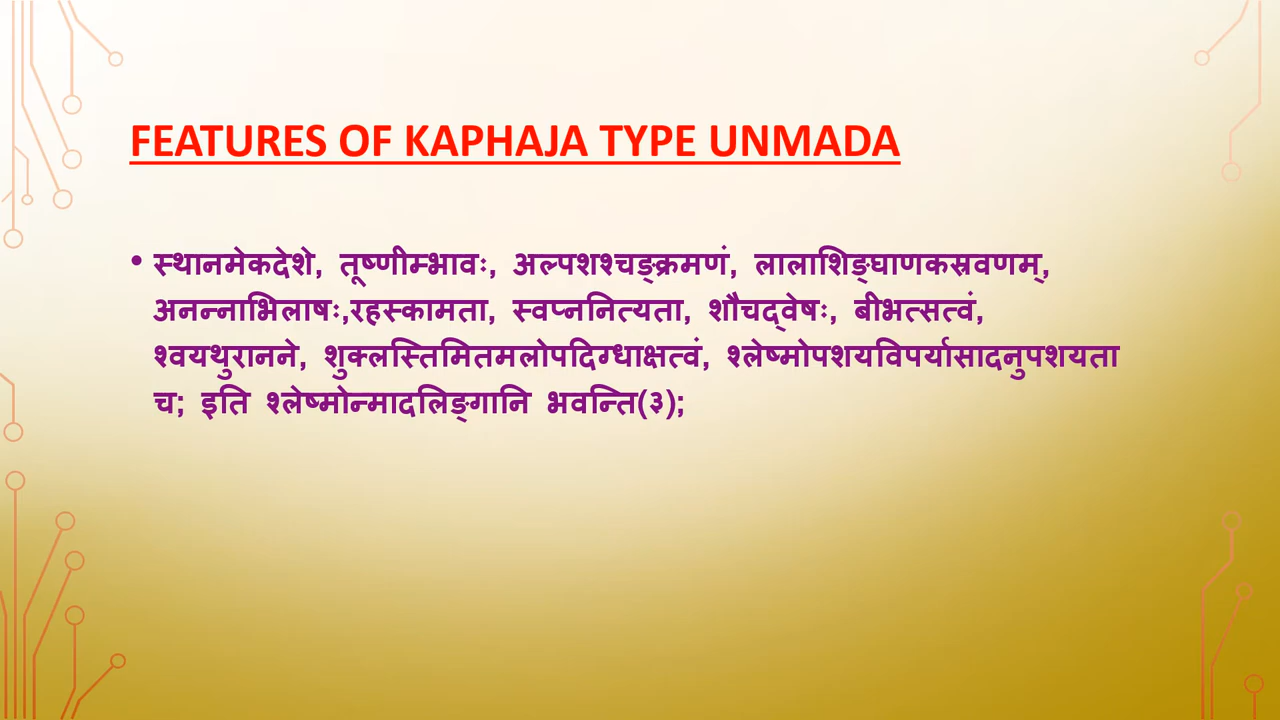 FEATURES OF KAPHAJA TYPE UNMADA
• स्थानमेकदेशे, तूष्णीम्भावः, अल्पशश्चङ्क्रमणं, लालाशिङ्घाणकस्रवणम्,
अनन्नाभिलाषः,रहस्कामता, स्वप्ननित्यता, शौचद्वेषः, बीभत्सत्वं,
श्वयथुरानने, शुक्लस्तिमितमलोपदिग्धाक्षत्वं, श्लेष्मोपशयविपर्यासादनुपशयता
च; इति श्लेष्मोन्मादलिङ्गानि भवन्ति(३);